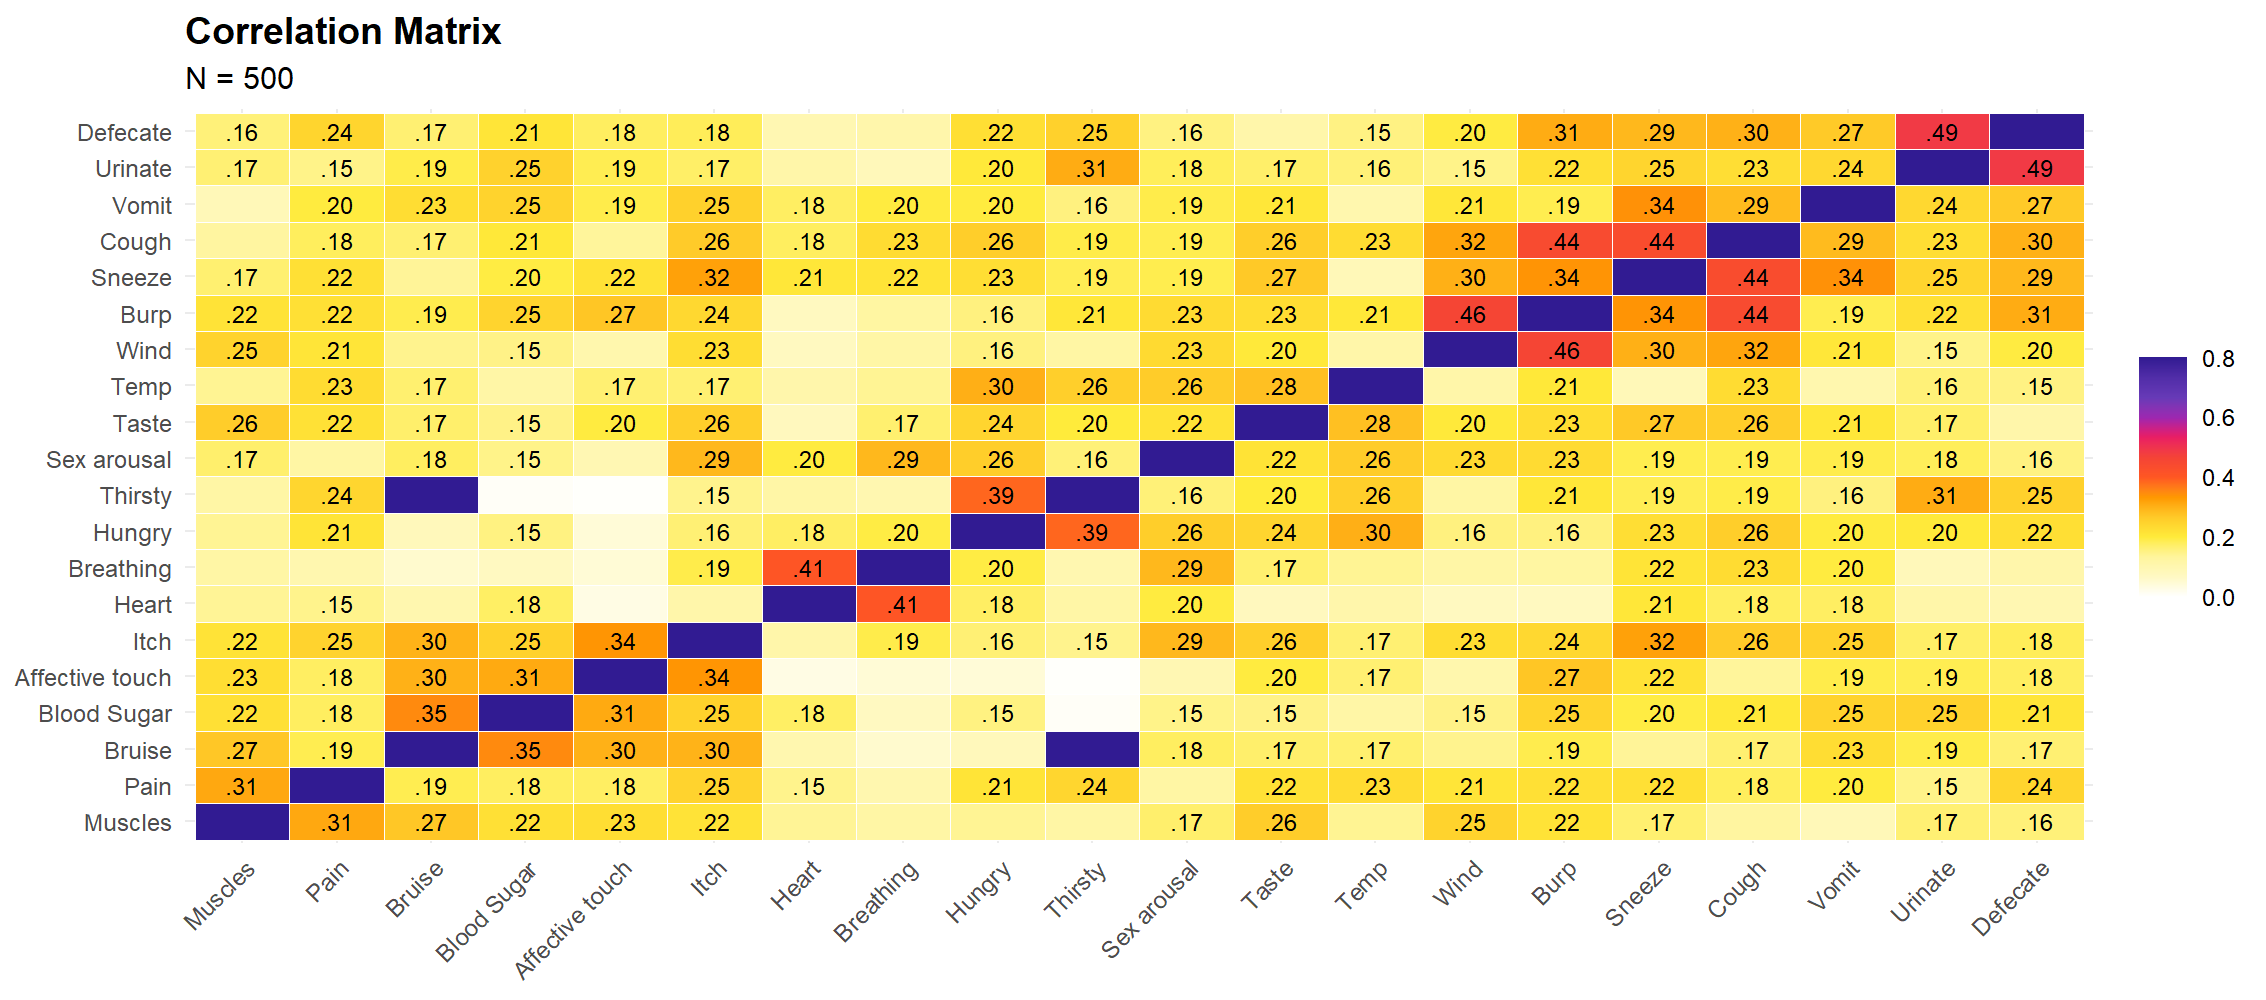 Correlation Matrix
N = 500
Defecate .16 .24 .17 .21 .18 .18 .22 .25 .16 .15 .20 .31 .29 .30 .27 .49
Urinate .17 .15 .19 .25 .19 .17 .20 .31 .18 .17 .16 .15 .22 .25 .23 .24 .49
Vomit .20 .23 .25 .19 .25 .18 .20 .20 .16 .19 .21 .21 .19 .34 .29 .24 .27
Cough .18 .17 .21 .26 .18 .23 .26 .19 .19 .26 .23 .32 .44 .44 .29 .23 .30
Sneeze .17 .22 .20 .22 .32 .21 .22 .23 .19 .19 .27 .30 .34 .44 .34 .25 .29
Burp .22 .22 .19 .25 .27 .24 .16 .21 .23 .23 .21 .46 .34 .44 .19 .22 .31
Wind .25 .21 .15 .23 .16 .23 .20 .46 .30 .32 .21 .15 .20
Temp .23 .17 .17 .17 .30 .26 .26 .28 .21 .23 .16 .15
Taste .26 .22 .17 .15 .20 .26 .17 .24 .20 .22 .28 .20 .23 .27 .26 .21 .17
Sex arousal .17 .18 .15 .29 .20 .29 .26 .16 .22 .26 .23 .23 .19 .19 .19 .18 .16
Thirsty .24 .15 .39 .16 .20 .26 .21 .19 .19 .16 .31 .25
Hungry .21 .15 .16 .18 .20 .39 .26 .24 .30 .16 .16 .23 .26 .20 .20 .22
Breathing .19 .41 .20 .29 .17 .22 .23 .20
Heart .15 .18 .41 .18 .20 .21 .18 .18
Itch .22 .25 .30 .25 .34 .19 .16 .15 .29 .26 .17 .23 .24 .32 .26 .25 .17 .18
Affective touch .23 .18 .30 .31 .34 .20 .17 .27 .22 .19 .19 .18
Blood Sugar .22 .18 .35 .31 .25 .18 .15 .15 .15 .15 .25 .20 .21 .25 .25 .21
Bruise .27 .19 .35 .30 .30 .18 .17 .17 .19 .17 .23 .19 .17
Pain .31 .19 .18 .18 .25 .15 .21 .24 .22 .23 .21 .22 .22 .18 .20 .15 .24
Muscles .31 .27 .22 .23 .22 .17 .26 .25 .22 .17 .17 .16
Muscles Pain Bruise Blood Sugar Affective touch Itch Heart Breathing Hungry Thirsty Sex arousal Taste Temp Wind Burp Sneeze Cough Vomit Urinate Defecate
0.8
0.6
0.4
0.2
0.0